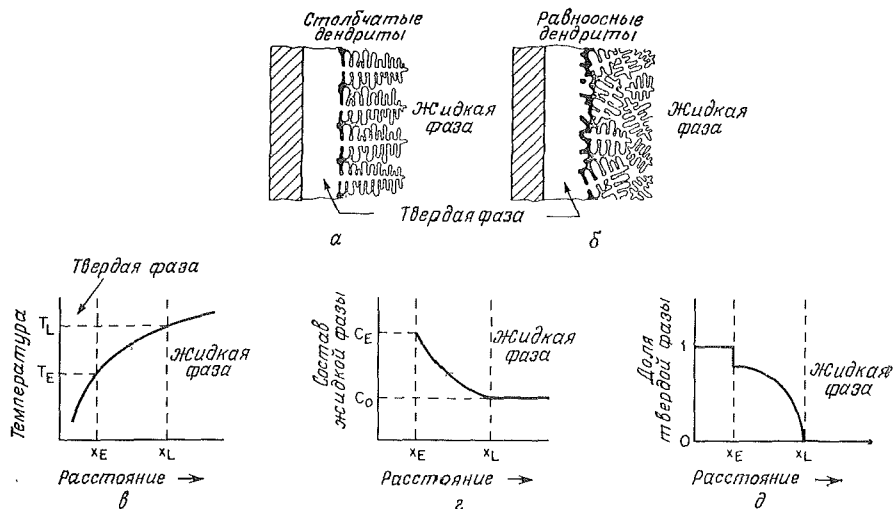 Столбчатые
дендриты
Жидкая
фаза
Равноосные
дендриты
Жидкая
фаза
Твердая фаза
а
б
Твердая фаза
Температура
T_L
T_E
Жидкая
фаза
x_E
x_L
Расстояние →
в
Состав
жидкой фазы
C_E
C_0
Жидкая
фаза
x_E
x_L
Расстояние →
г
Доля
твердой фазы
1
0
Жидкая
фаза
x_E
x_L
Расстояние →
д